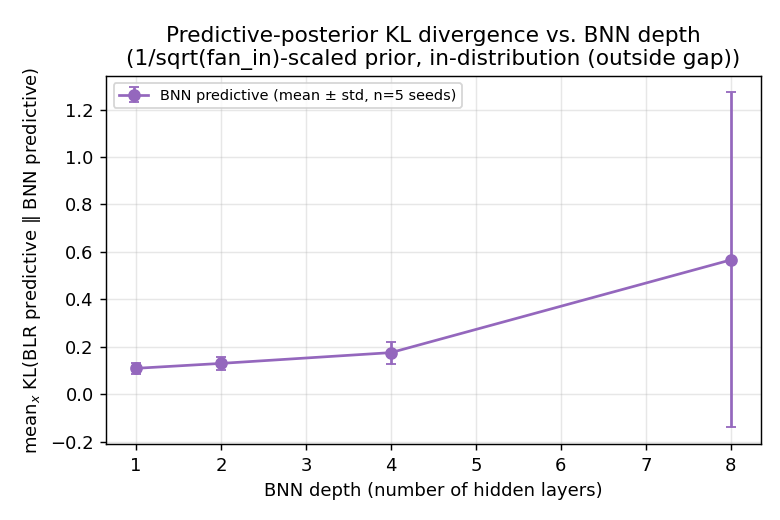 Predictive-posterior KL divergence vs. BNN depth
(1/sqrt(fan_in)-scaled prior, in-distribution (outside gap))
BNN predictive (mean ± std, n=5 seeds)
meanₓ KL(BLR predictive ∥ BNN predictive)
1.2
1.0
0.8
0.6
0.4
0.2
0.0
−0.2
1 2 3 4 5 6 7 8
BNN depth (number of hidden layers)